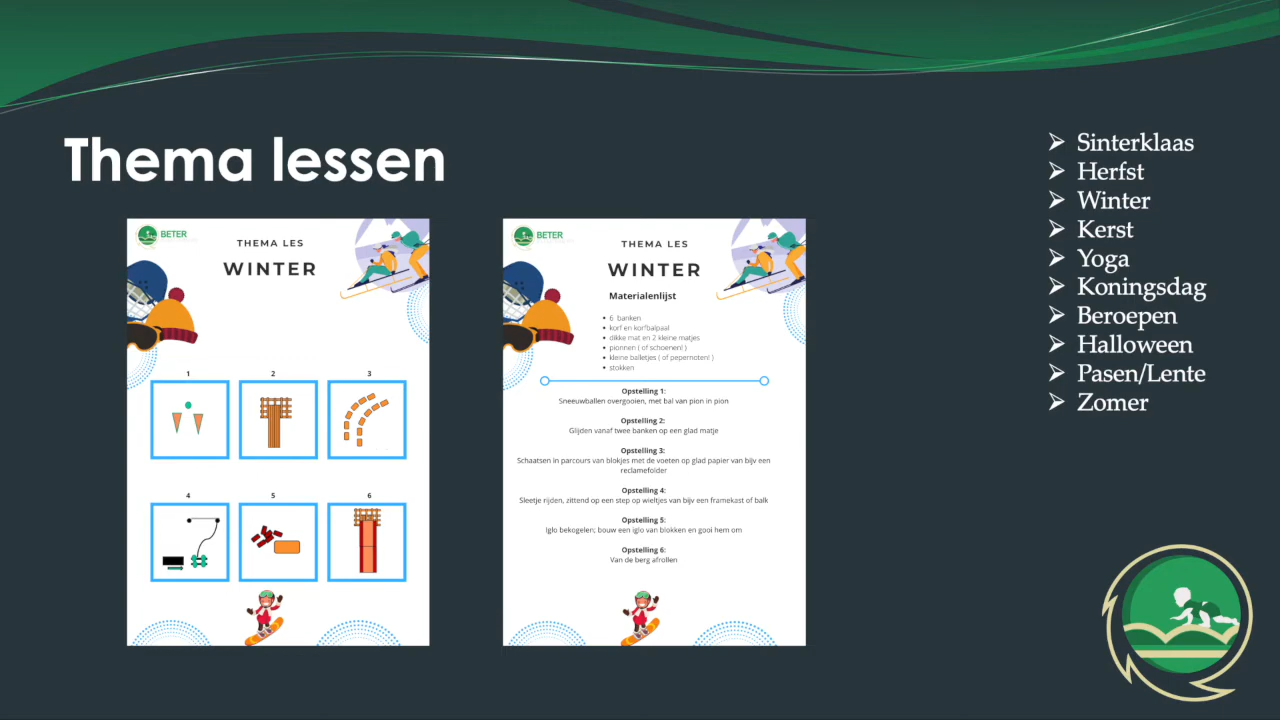 Thema lessen
BETER
THEMA LES
WINTER
1
2
3
4
5
6
BETER
THEMA LES
WINTER
Materialenlijst
6 banken
korf en korfbalpaal
dikke mat en 2 kleine matjes
pionnen ( of schoenen! )
kleine balletjes ( of pepernoten! )
stokken
Opstelling 1:
Sneeuwballen overgooien, met bal van pion in pion
Opstelling 2:
Glijden vanaf twee banken op een glad matje
Opstelling 3:
Schaatsen in parcours van blokjes met de voeten op glad papier van bijv een
reclamefolder
Opstelling 4:
Sleetje rijden, zittend op een step op wieltjes van bijv een framekast of balk
Opstelling 5:
Iglo bekogelen; bouw een iglo van blokken en gooi hem om
Opstelling 6:
Van de berg afrollen
Sinterklaas
Herfst
Winter
Kerst
Yoga
Koningsdag
Beroepen
Halloween
Pasen/Lente
Zomer